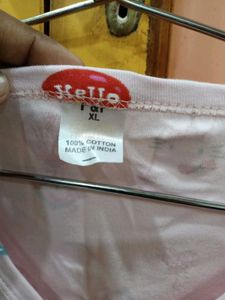 Hello
XL
100% COTTON
MADE IN INDIA